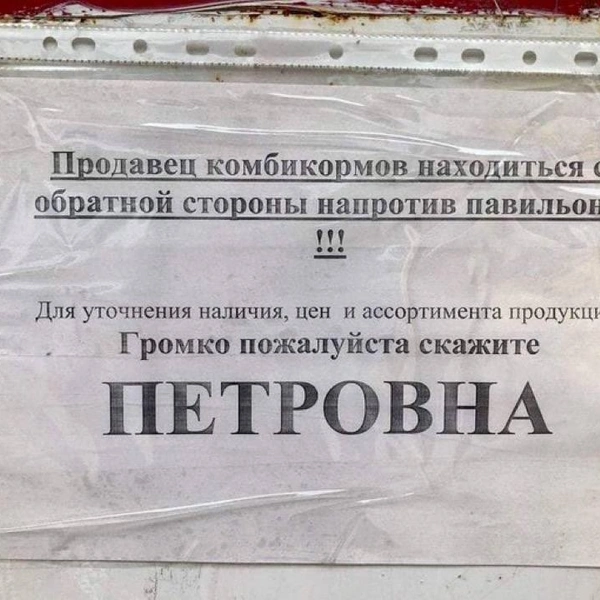 Продавец комбикормов находиться с
обратной стороны напротив павильон
!!!
Для уточнения наличия, цен и ассортимента продукци
Громко пожалуйста скажите
ПЕТРОВНА